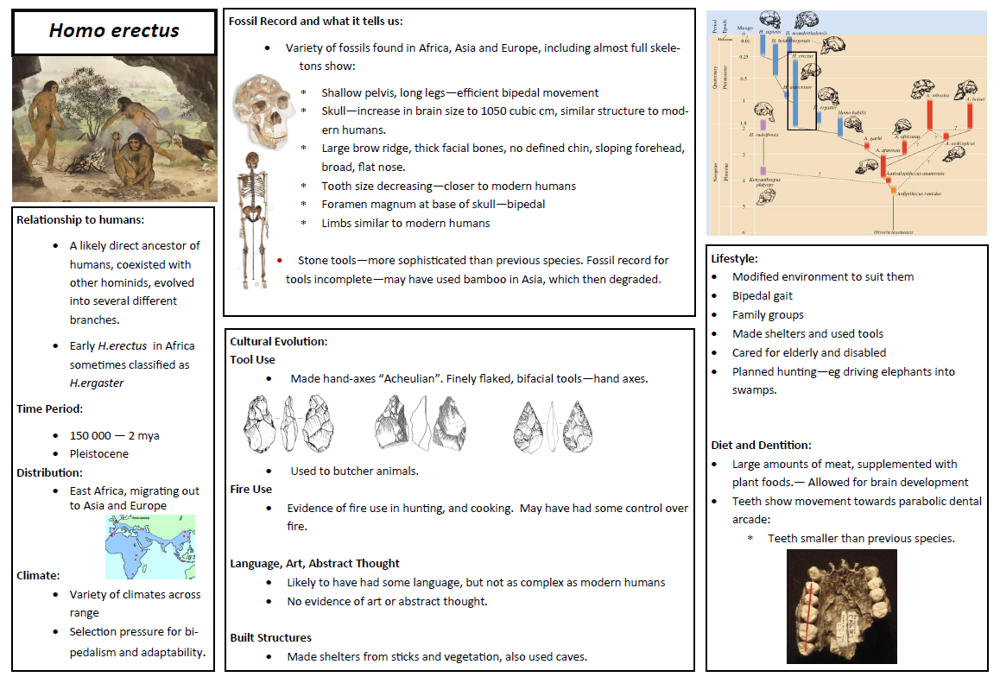 Homo erectus
Relationship to humans:
• A likely direct ancestor of
humans, coexisted with
other hominids, evolved
into several different
branches.
• Early H.erectus in Africa
sometimes classified as
H.ergaster
Time Period:
• 150 000 — 2 mya
• Pleistocene
Distribution:
• East Africa, migrating out
to Asia and Europe
Homo erectus
Climate:
• Variety of climates across
range
• Selection pressure for bi-
pedalism and adaptability.
Fossil Record and what it tells us:
• Variety of fossils found in Africa, Asia and Europe, including almost full skele-
tons show:
* Shallow pelvis, long legs—efficient bipedal movement
* Skull—increase in brain size to 1050 cubic cm, similar structure to mod-
ern humans.
* Large brow ridge, thick facial bones, no defined chin, sloping forehead,
broad, flat nose.
* Tooth size decreasing—closer to modern humans
* Foramen magnum at base of skull—bipedal
* Limbs similar to modern humans
• Stone tools—more sophisticated than previous species. Fossil record for
tools incomplete—may have used bamboo in Asia, which then degraded.
Cultural Evolution:
Tool Use
• Made hand-axes “Acheulian”. Finely flaked, bifacial tools—hand axes.
• Used to butcher animals.
Fire Use
• Evidence of fire use in hunting, and cooking. May have had some control over
fire.
Language, Art, Abstract Thought
• Likely to have had some language, but not as complex as modern humans
• No evidence of art or abstract thought.
Built Structures
• Made shelters from sticks and vegetation, also used caves.
Period
Epoch
Ma ago
H. sapiens
H. neanderthalensis
0
0.01
H. heidelbergensis
H. erectus
0.25
Quaternary
Pleistocene
0.5
H. antecessor
1
H. ergaster
Homo habilis
A. robustus
A. boisei
1.8
2
H. rudolfensis
A. garhi
A. africanus
A. aethiopicus
3
A. afarensis
Neogene
Pliocene
Kenyanthropus
platyops
Australopithecus anamensis
4
Ardipithecus ramidus
5
Orrorin tugenensis
6
Lifestyle:
• Modified environment to suit them
• Bipedal gait
• Family groups
• Made shelters and used tools
• Cared for elderly and disabled
• Planned hunting—eg driving elephants into
swamps.
Diet and Dentition:
• Large amounts of meat, supplemented with
plant foods.— Allowed for brain development
• Teeth show movement towards parabolic dental
arcade:
* Teeth smaller than previous species.